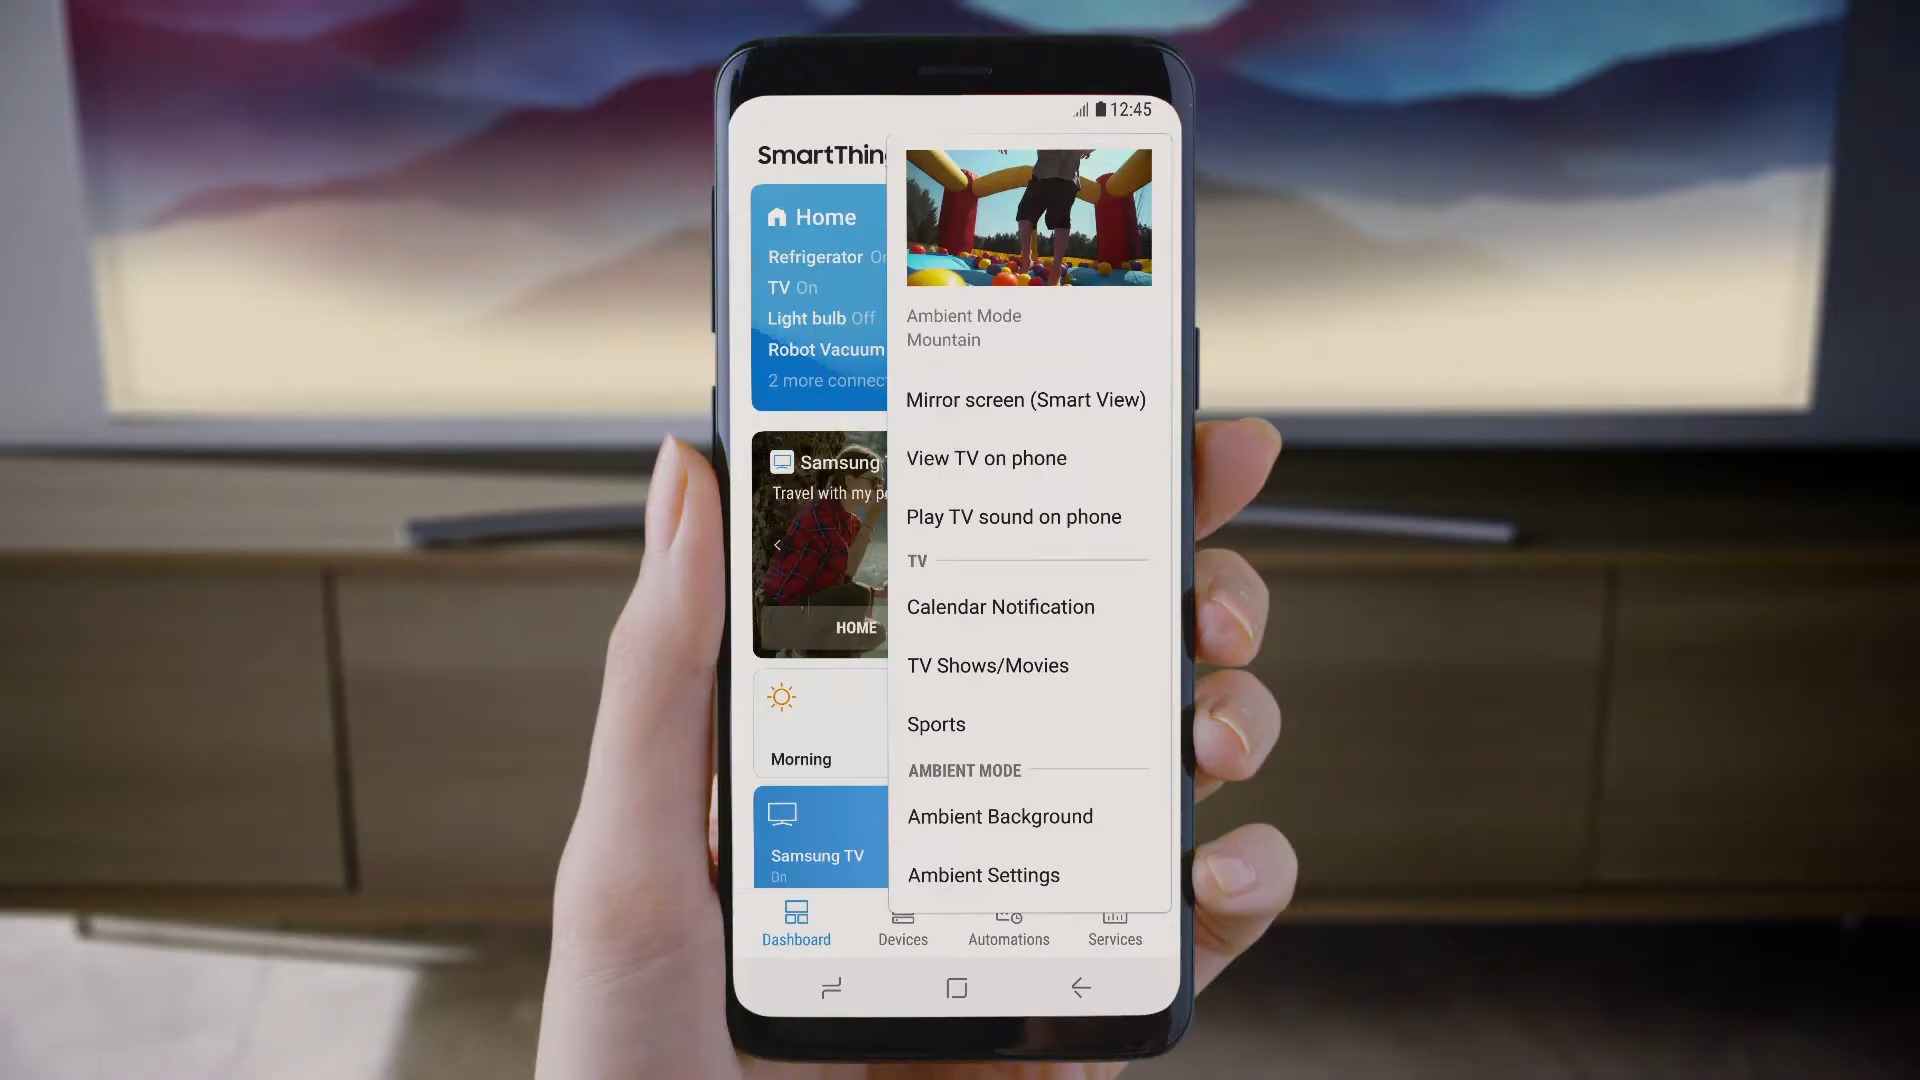 12:45
SmartThin
Home
Refrigerator
TV On
Light bulb Off
Robot Vacuum
2 more connec
Samsung
Travel with my
HOME
Morning
Samsung TV
On
Ambient Mode
Mountain
Mirror screen (Smart View)
View TV on phone
Play TV sound on phone
TV
Calendar Notification
TV Shows/Movies
Sports
AMBIENT MODE
Ambient Background
Ambient Settings
Dashboard
Devices
Automations
Services